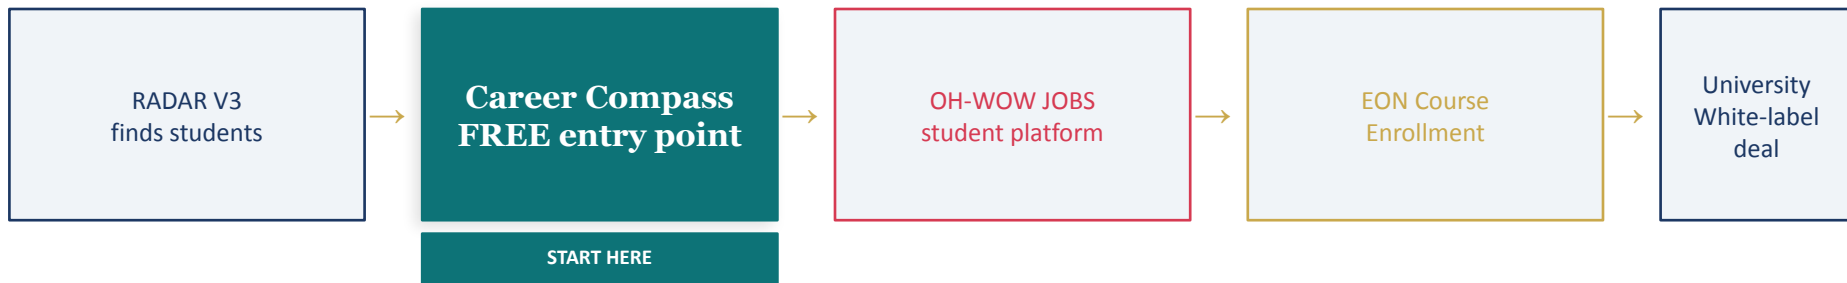 RADAR V3
finds students
→
Career Compass
FREE entry point
→
OH-WOW JOBS
student platform
→
EON Course
Enrollment
→
University
White-label
deal
START HERE